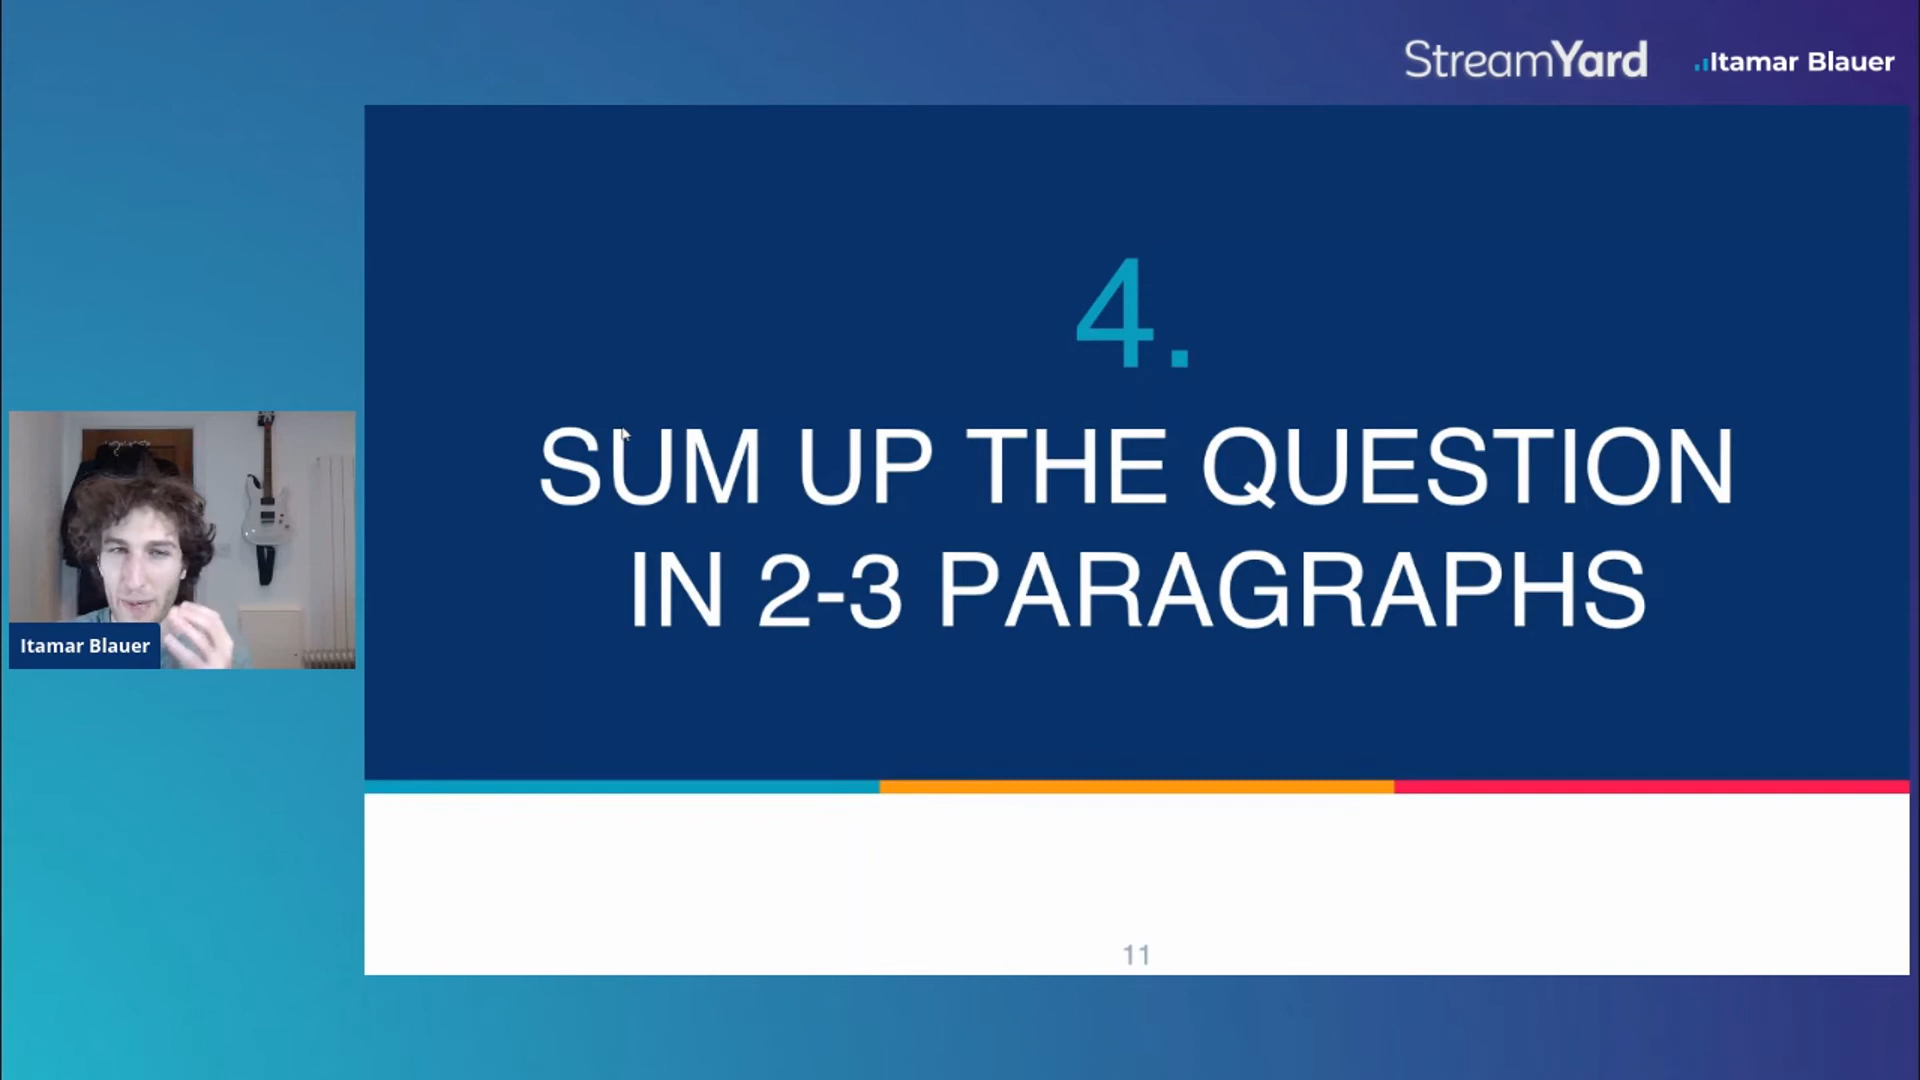 StreamYard
Itamar Blauer
4.
SUM UP THE QUESTION
IN 2-3 PARAGRAPHS
Itamar Blauer
11